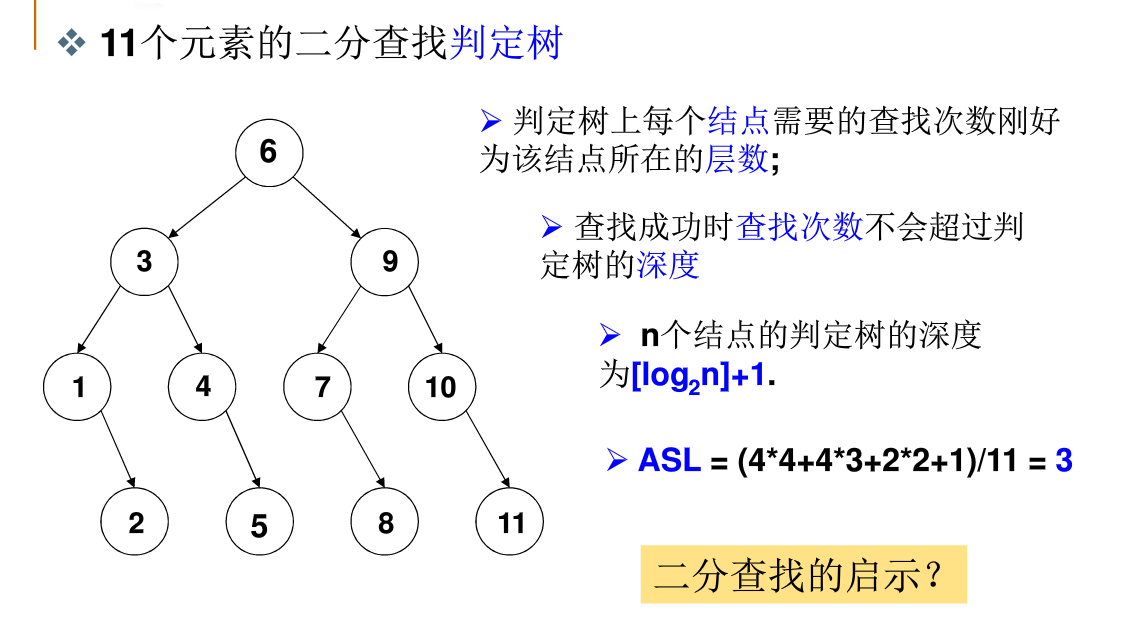 ❖ 11个元素的二分查找判定树
➢ 判定树上每个结点需要的查找次数刚好
为该结点所在的层数;
➢ 查找成功时查找次数不会超过判
定树的深度
➢ n个结点的判定树的深度
为[log₂n]+1.
➢ ASL = (4*4+4*3+2*2+1)/11 = 3
二分查找的启示？
6
3 9
1 4 7 10
2 5 8 11